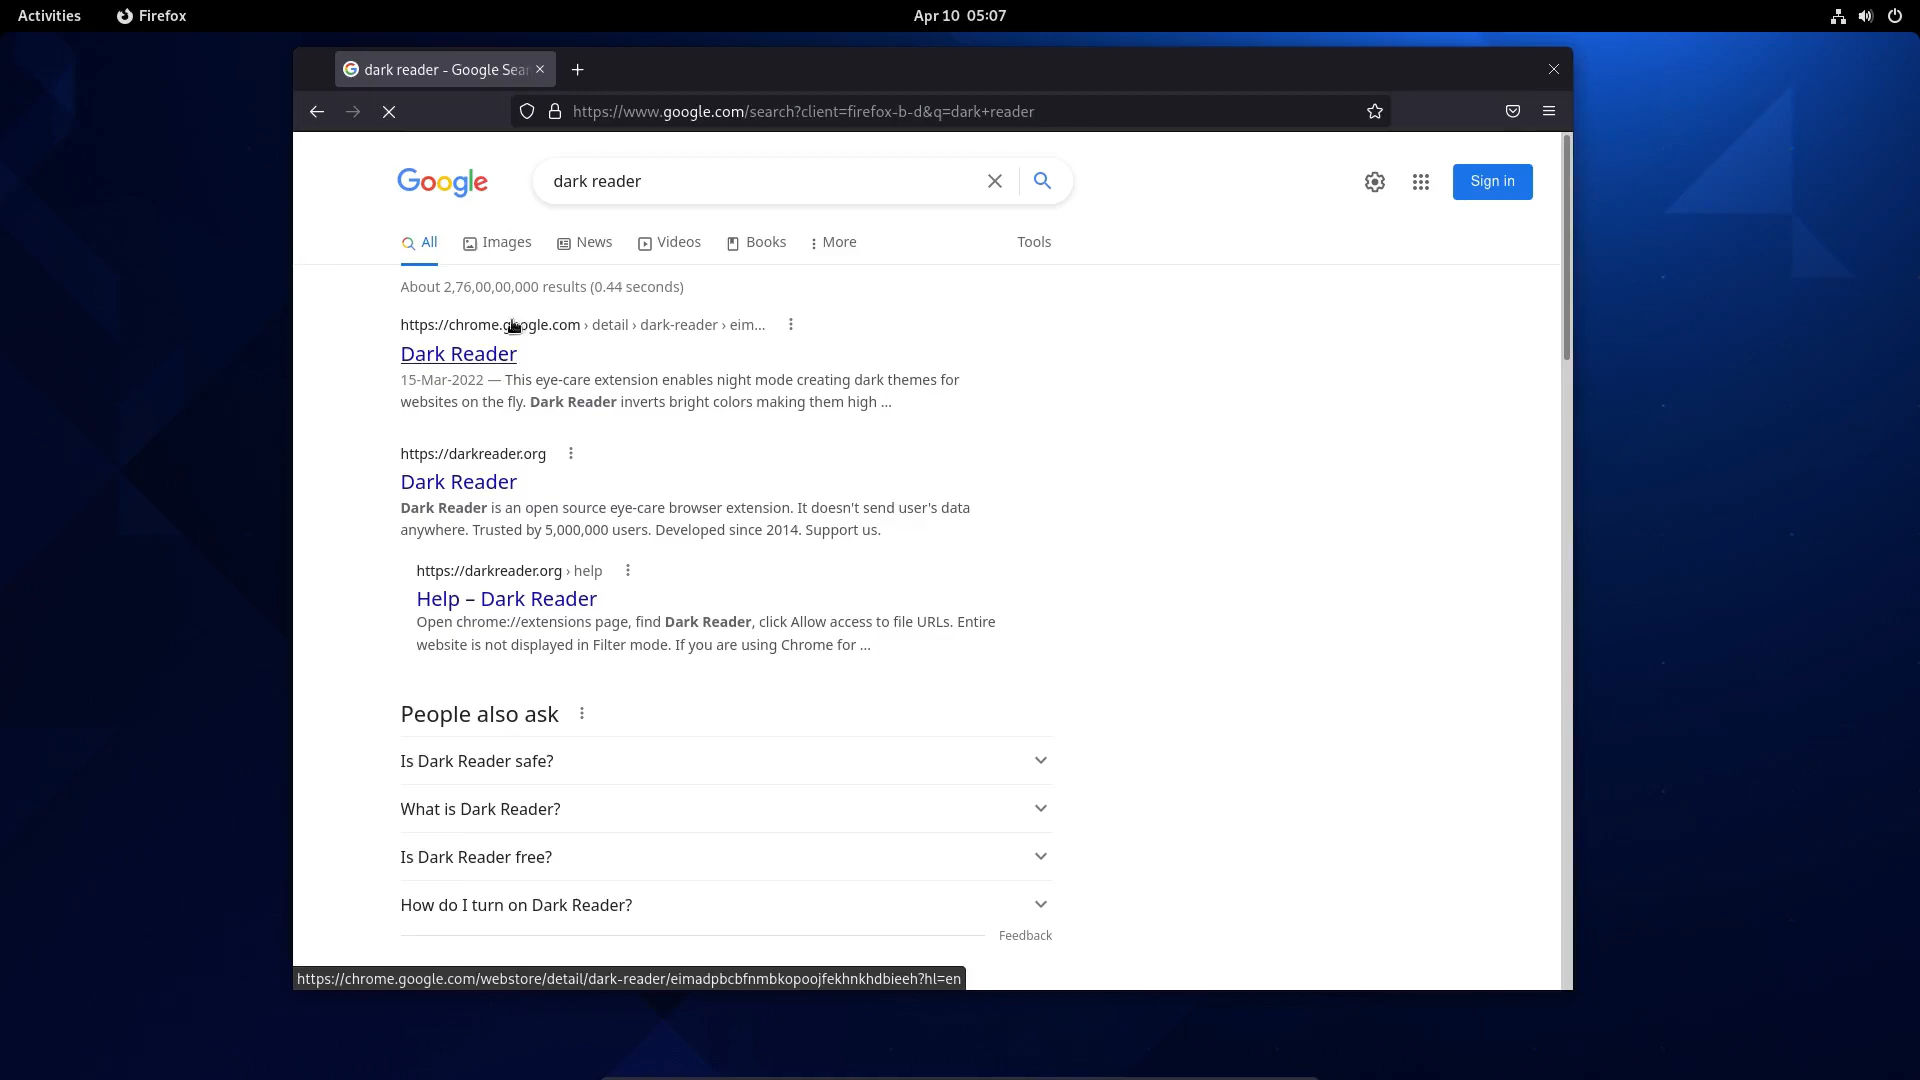 Activities
Firefox
Apr 10 05:07
dark reader - Google Sear
https://www.google.com/search?client=firefox-b-d&q=dark+reader
Google
dark reader
Sign in
All
Images
News
Videos
Books
More
Tools
About 2,76,00,00,000 results (0.44 seconds)
https://chrome.google.com › detail › dark-reader › eim...
Dark Reader
15-Mar-2022 — This eye-care extension enables night mode creating dark themes for
websites on the fly. Dark Reader inverts bright colors making them high ...
https://darkreader.org
Dark Reader
Dark Reader is an open source eye-care browser extension. It doesn't send user's data
anywhere. Trusted by 5,000,000 users. Developed since 2014. Support us.
https://darkreader.org › help
Help – Dark Reader
Open chrome://extensions page, find Dark Reader, click Allow access to file URLs. Entire
website is not displayed in Filter mode. If you are using Chrome for ...
People also ask
Is Dark Reader safe?
What is Dark Reader?
Is Dark Reader free?
How do I turn on Dark Reader?
Feedback
https://chrome.google.com/webstore/detail/dark-reader/eimadpbcbfnmbkopoojfekhnkhdbieeh?hl=en